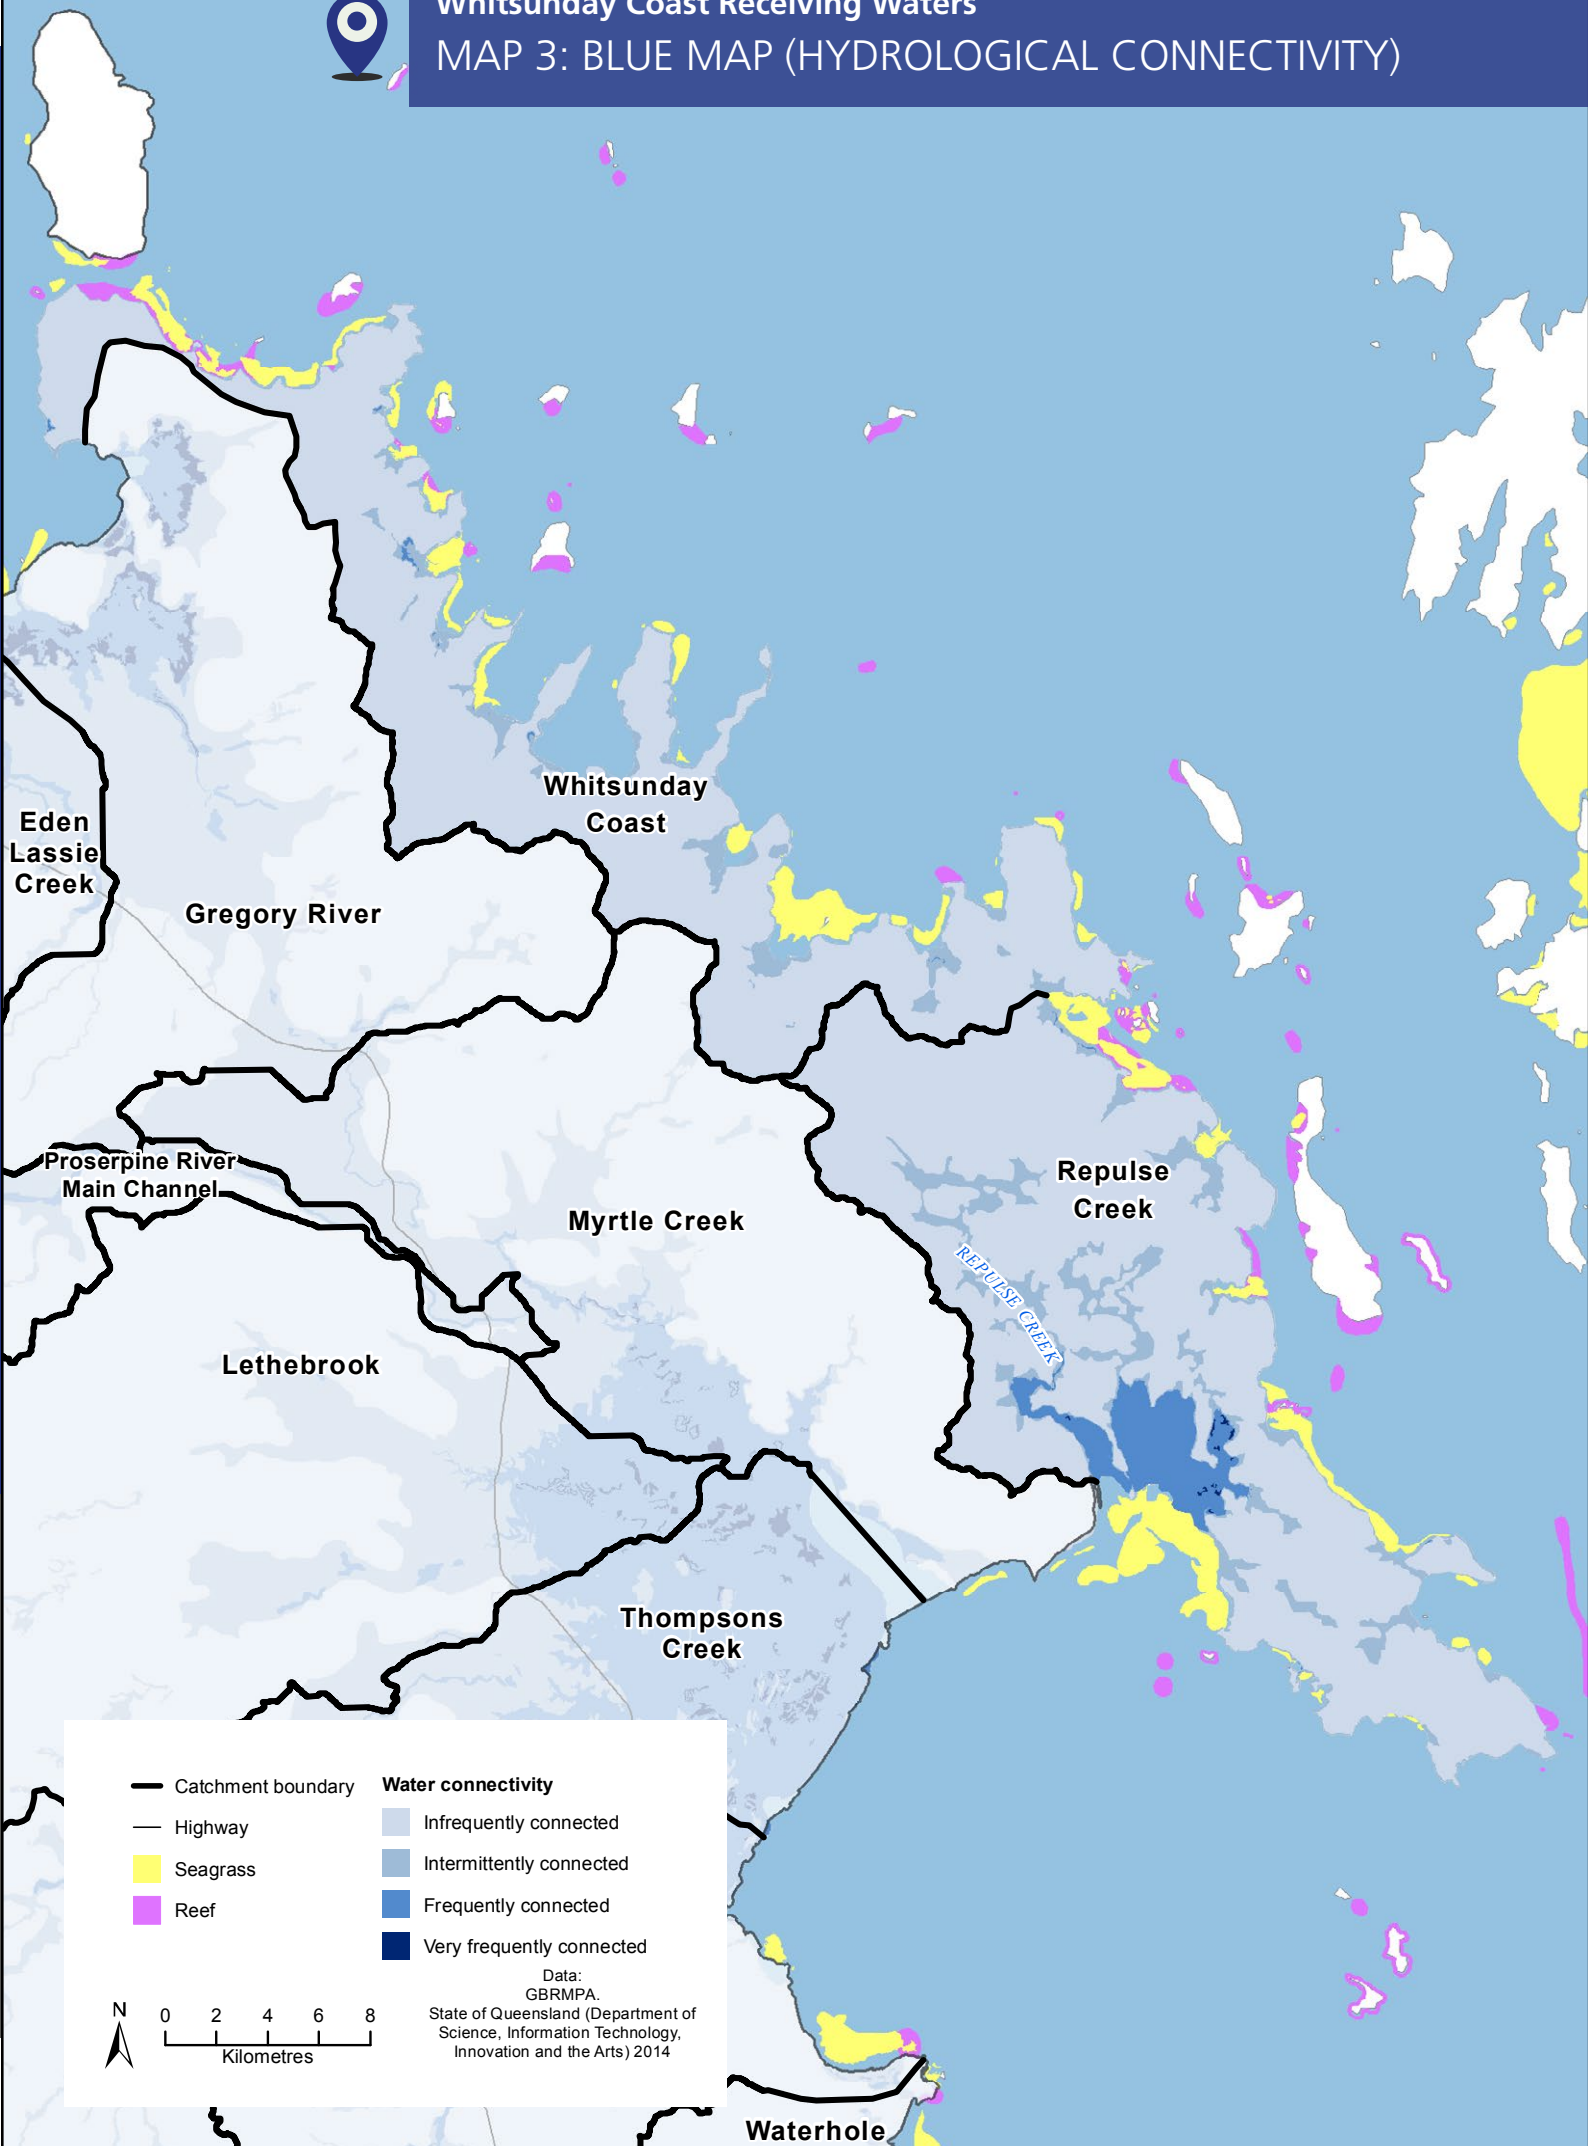 Whitsunday Coast Receiving Waters
MAP 3: BLUE MAP (HYDROLOGICAL CONNECTIVITY)
Whitsunday
Coast
Eden
Lassie
Creek
Gregory River
Proserpine River
Main Channel
Repulse
Creek
Myrtle Creek
REPULSE CREEK
Lethebrook
Thompsons
Creek
Catchment boundary
Highway
Seagrass
Reef
Water connectivity
Infrequently connected
Intermittently connected
Frequently connected
Very frequently connected
Data:
GBRMPA.
State of Queensland (Department of
Science, Information Technology,
Innovation and the Arts) 2014
N
0 2 4 6 8
Kilometres
Waterhole